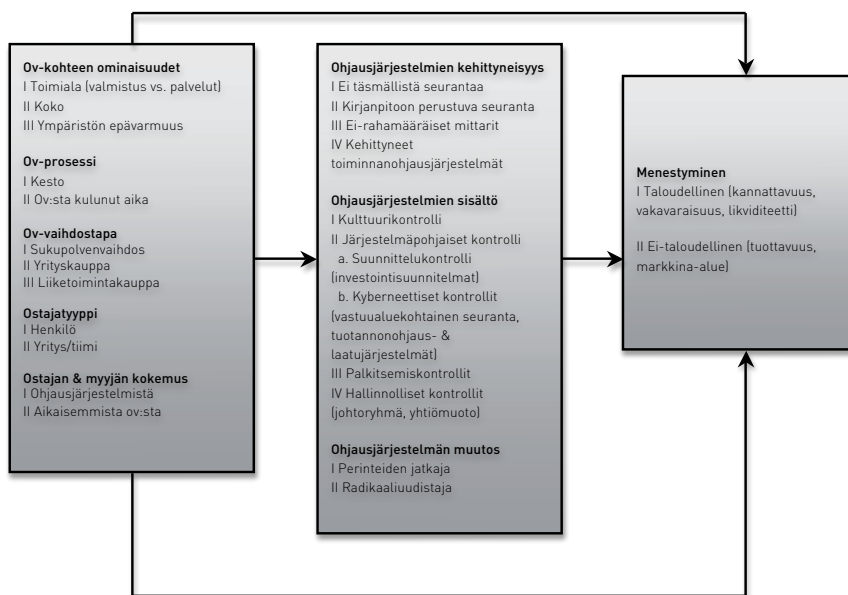 Ov-kohteen ominaisuudet
I Toimiala (valmistus vs. palvelut)
II Koko
III Ympäristön epävarmuus
Ov-prosessi
I Kesto
II Ov:sta kulunut aika
Ov-vaihdostapa
I Sukupolvenvaihdos
II Yrityskauppa
III Liiketoimintakauppa
Ostajatyyppi
I Henkilö
II Yritys/tiimi
Ostajan & myyjän kokemus
I Ohjausjärjestelmistä
II Aikaisemmista ov:sta
Ohjausjärjestelmien kehittyneisyys
I Ei täsmällistä seurantaa
II Kirjanpitoon perustuva seuranta
III Ei-rahamääräiset mittarit
IV Kehittyneet
toiminnanohjausjärjestelmät
Ohjausjärjestelmien sisältö
I Kulttuurikontrolli
II Järjestelmäpohjaiset kontrolli
a. Suunnittelukontrolli
(investointisuunnitelmat)
b. Kyberneettiset kontrollit
(vastuualuekohtainen seuranta,
tuotannonohjaus- &
laatujärjestelmät)
III Palkitsemiskontrollit
IV Hallinnolliset kontrollit
(johtoryhmä, yhtiömuoto)
Ohjausjärjestelmän muutos
I Perinteiden jatkaja
II Radikaaliuudistaja
Menestyminen
I Taloudellinen (kannattavuus,
vakavaraisuus, likviditeetti)
II Ei-taloudellinen (tuottavuus,
markkina-alue)